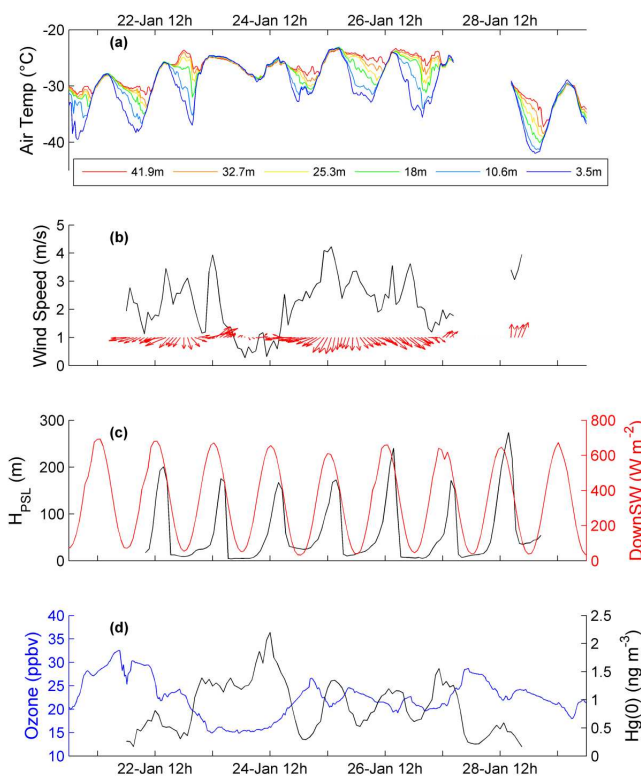 22-Jan 12h 24-Jan 12h 26-Jan 12h 28-Jan 12h
(a)
Air Temp (°C)
-20
-30
-40
41.9m 32.7m 25.3m 18m 10.6m 3.5m
(b)
Wind Speed (m/s)
5
4
3
2
1
0
(c)
H_PSL (m)
300
200
100
0
800
600
400
200
0
DownSW (W m⁻²)
(d)
Ozone (ppbv)
40
35
30
25
20
15
10
2.5
2
1.5
1
0.5
0
Hg(0) (ng m⁻³)
22-Jan 12h 24-Jan 12h 26-Jan 12h 28-Jan 12h